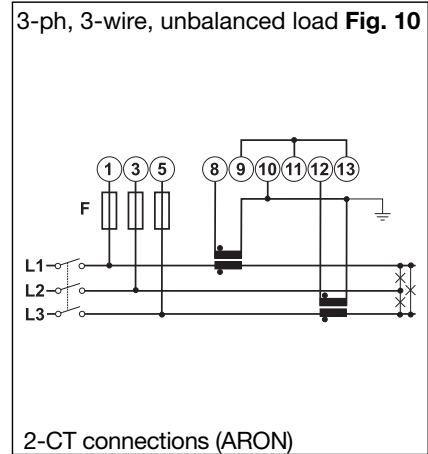 3-ph, 3-wire, unbalanced load Fig. 10
1 3 5 8 9 10 11 12 13
F
L1
L2
L3
2-CT connections (ARON)